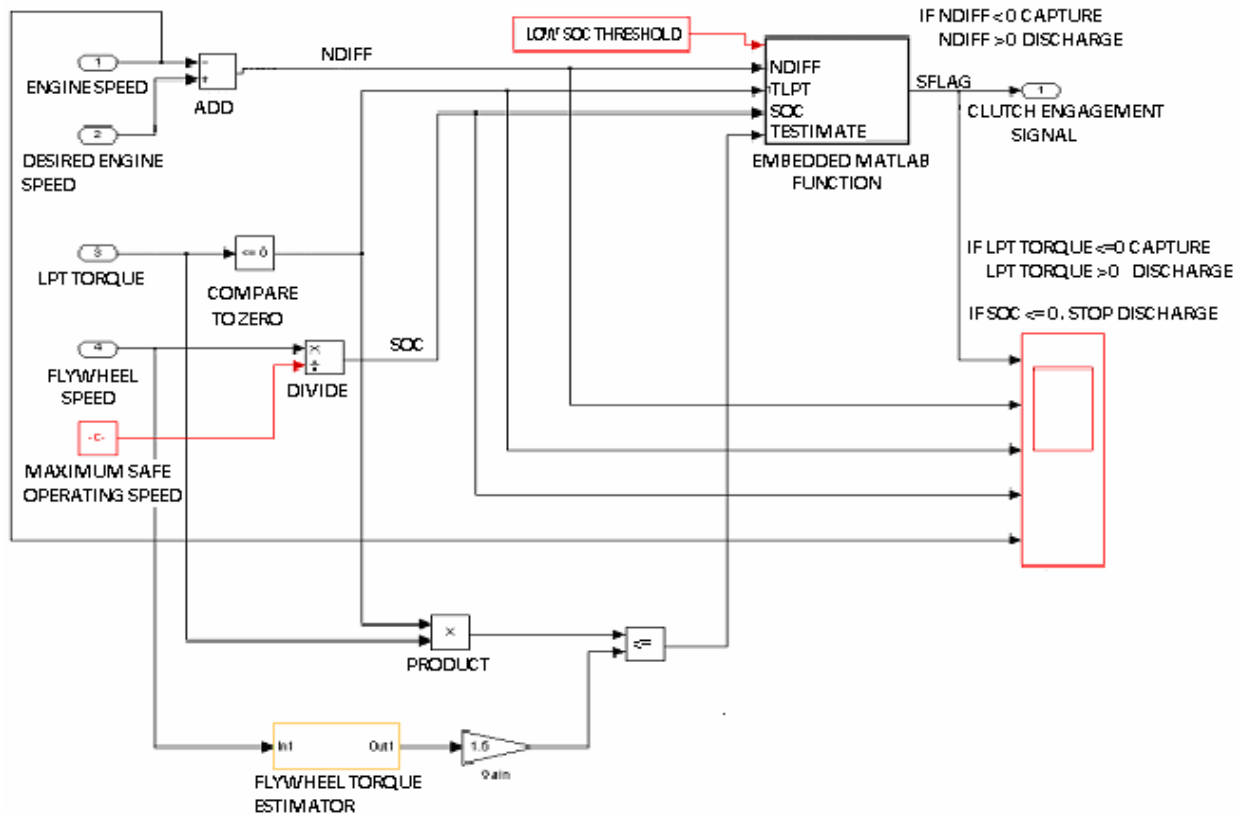 IF NDIFF<0 CAPTURE
NDIFF >0 DISCHARGE
LOW SOC THRESHOLD
1
ENGINE SPEED
-
+
ADD
NDIFF
NDIFF
TLPT
SOC
TESTIMATE
SFLAG
1
CLUTCH ENGAGEMENT
SIGNAL
2
DESIRED ENGINE
SPEED
EMBEDDED MATLAB
FUNCTION
3
LPT TORQUE
<= 0
COMPARE
TO ZERO
IF LPT TORQUE <=0 CAPTURE
LPT TORQUE >0 DISCHARGE
IF SOC <= 0. STOP DISCHARGE
4
FLYWHEEL
SPEED
×
÷
DIVIDE
SOC
-C-
MAXIMUM SAFE
OPERATING SPEED
×
PRODUCT
<=
In1
Out1
FLYWHEEL TORQUE
ESTIMATOR
1.5
Gain